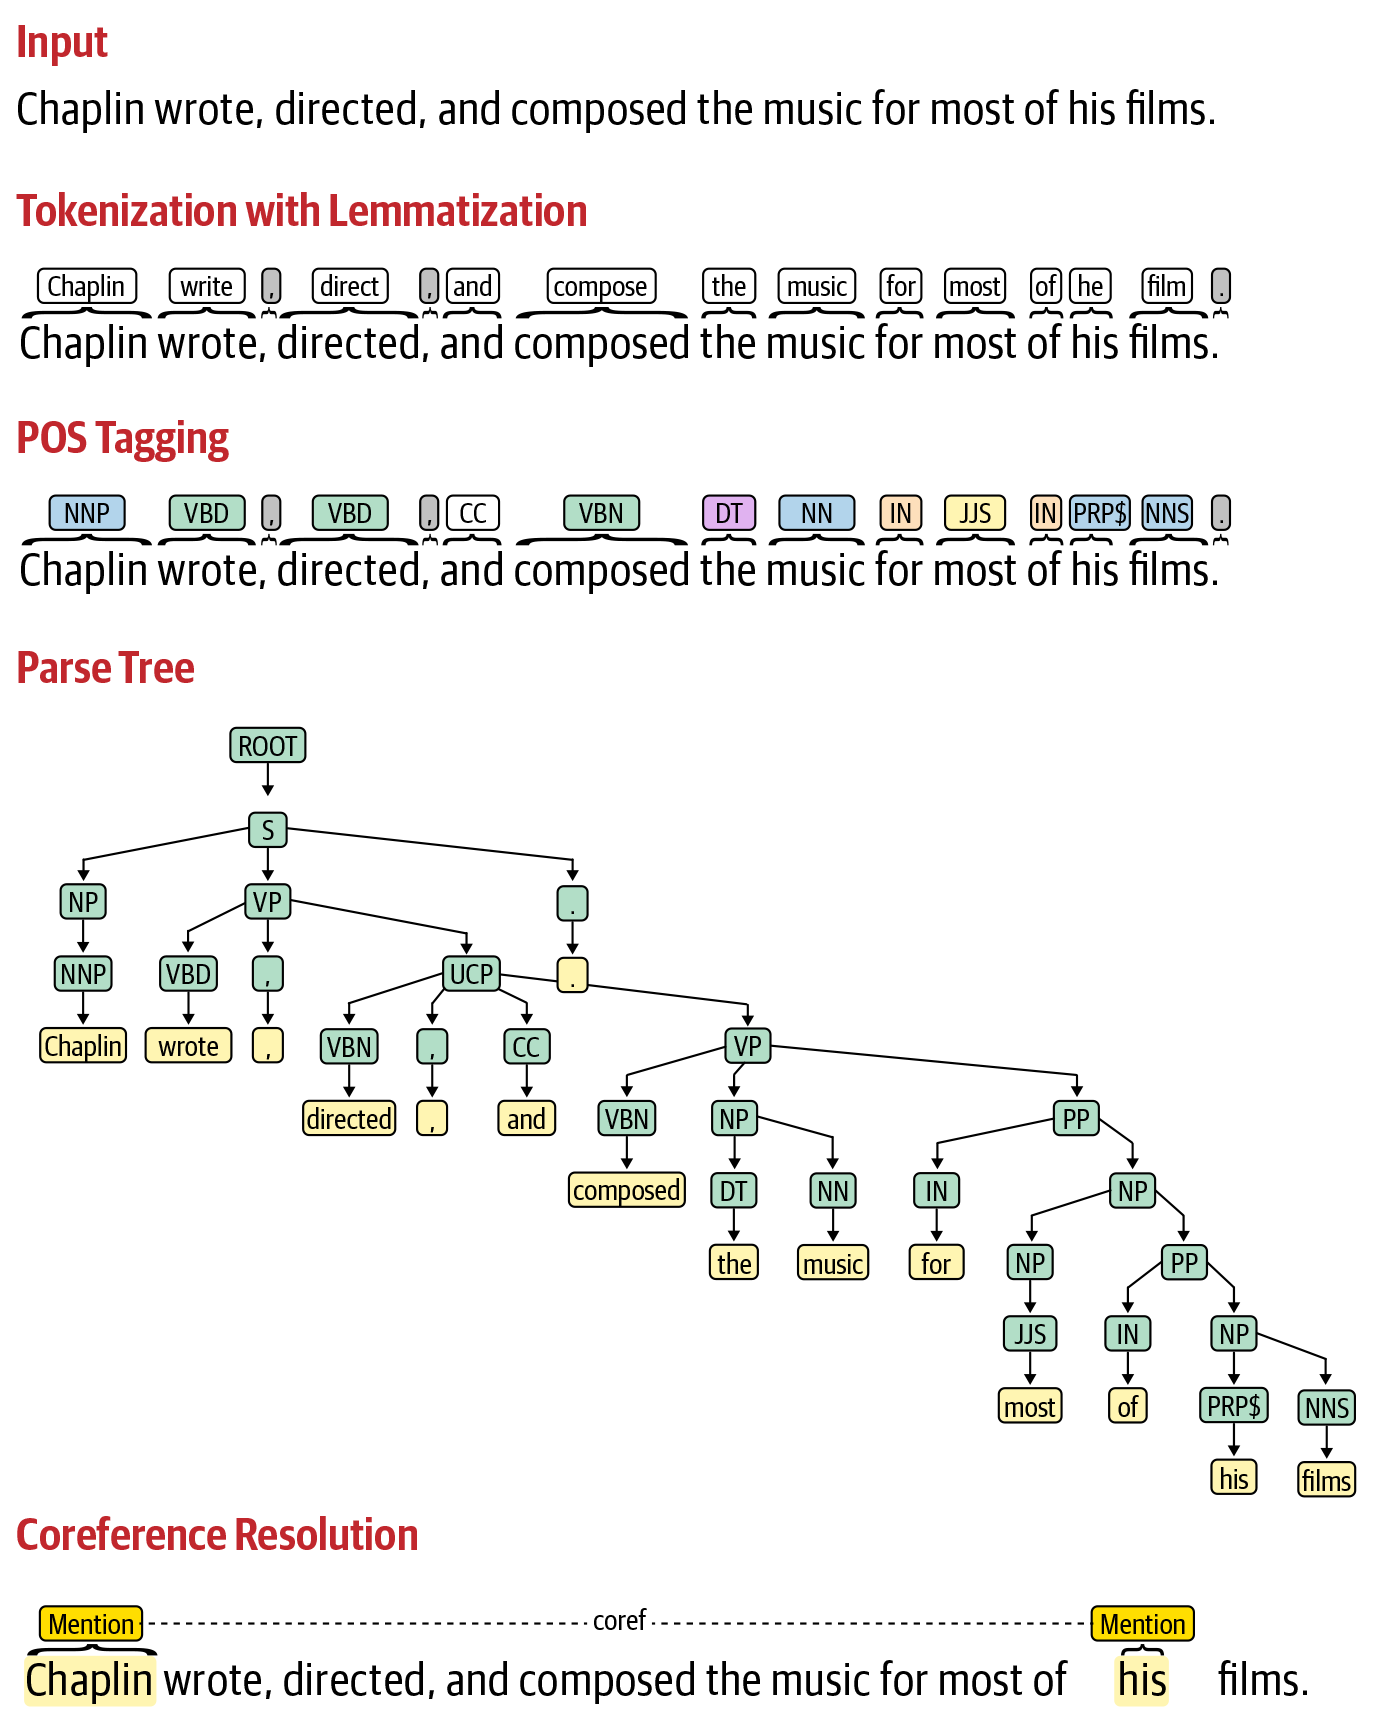 Input
Chaplin wrote, directed, and composed the music for most of his films.
Tokenization with Lemmatization
Chaplin write , direct , and compose the music for most of he film .
Chaplin wrote, directed, and composed the music for most of his films.
POS Tagging
NNP VBD , VBD , CC VBN DT NN IN JJS IN PRP$ NNS .
Chaplin wrote, directed, and composed the music for most of his films.
Parse Tree
ROOT
S
NP VP .
NNP VBD , UCP .
Chaplin wrote , VBN , CC VP
directed , and VBN NP PP
composed DT NN IN NP
the music for NP PP
JJS IN NP
most of PRP$ NNS
his films
Coreference Resolution
Mention coref Mention
Chaplin wrote, directed, and composed the music for most of his films.